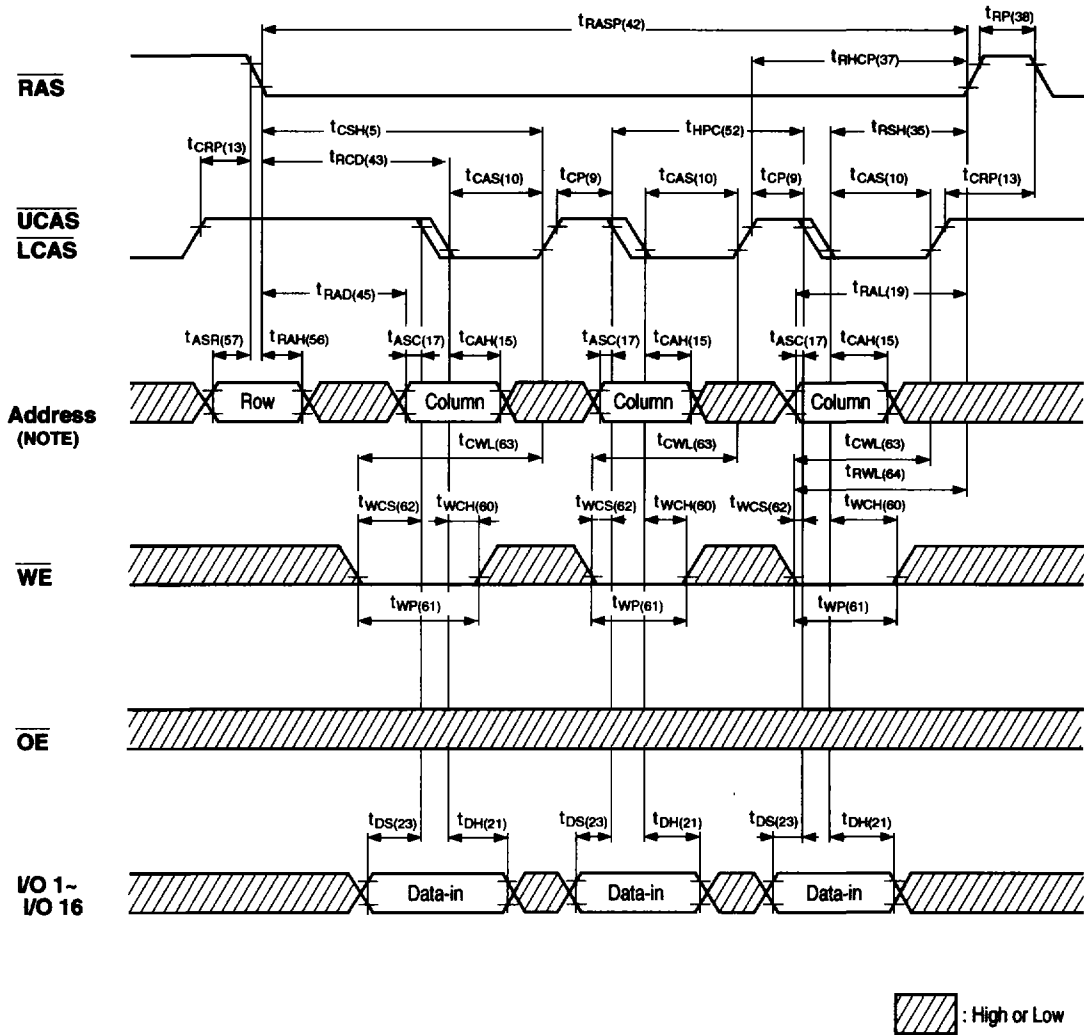 tRASP(42)
tRP(38)
RAS
tRHCP(37)
tCSH(5)
tHPC(52)
tRSH(35)
tCRP(13)
tRCD(43)
tCAS(10)
tCP(9)
tCAS(10)
tCP(9)
tCAS(10)
tCRP(13)
UCAS
LCAS
tRAD(45)
tRAL(19)
tASR(57)
tRAH(56)
tASC(17)
tCAH(15)
tASC(17)
tCAH(15)
tASC(17)
tCAH(15)
Address
(NOTE)
Row
Column
Column
Column
tCWL(63)
tCWL(63)
tCWL(63)
tRWL(64)
tWCS(62)
tWCH(60)
tWCS(62)
tWCH(60)
tWCS(62)
tWCH(60)
WE
tWP(61)
tWP(61)
tWP(61)
OE
tDS(23)
tDH(21)
tDS(23)
tDH(21)
tDS(23)
tDH(21)
I/O 1~
I/O 16
Data-in
Data-in
Data-in
: High or Low